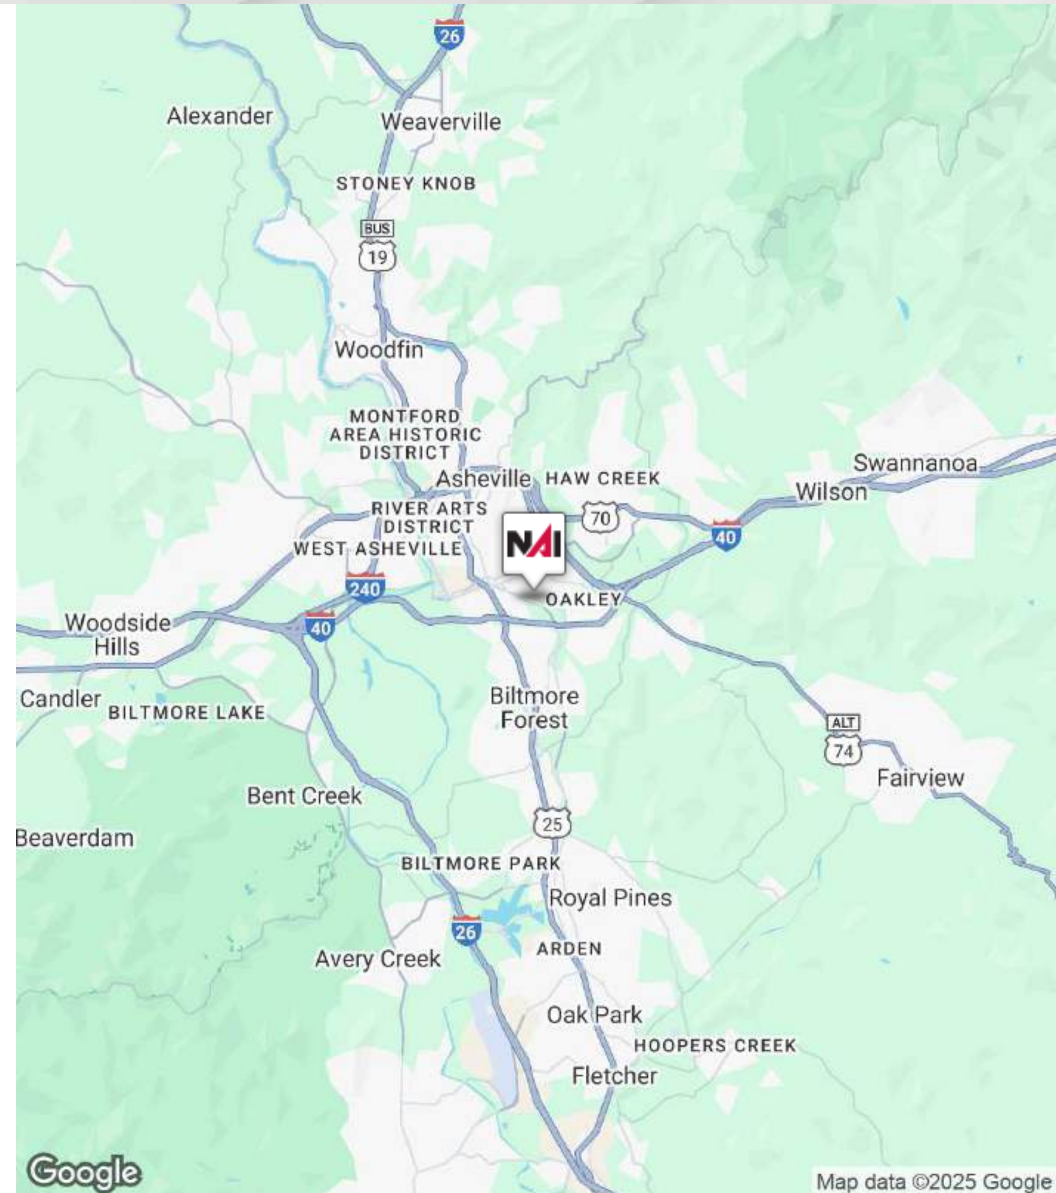 26
Alexander
Weaverville
STONEY KNOB
BUS
19
Woodfin
MONTFORD
AREA HISTORIC
DISTRICT
Asheville
HAW CREEK
Swannanoa
Wilson
RIVER ARTS
DISTRICT
70
40
WEST ASHEVILLE
NAI
240
OAKLEY
40
Woodside
Hills
Candler
BILTMORE LAKE
Biltmore
Forest
ALT
74
Fairview
Bent Creek
25
Beaverdam
BILTMORE PARK
Royal Pines
26
ARDEN
Avery Creek
Oak Park
HOOPERS CREEK
Fletcher
Google
Map data ©2025 Google